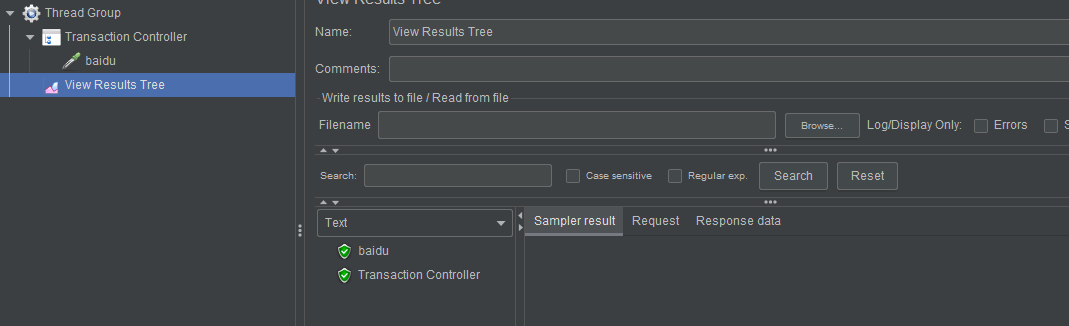 Thread Group
Transaction Controller
baidu
View Results Tree
View Results Tree
Name: View Results Tree
Comments:
Write results to file / Read from file
Filename Browse... Log/Display Only: Errors
Search: Case sensitive Regular exp. Search Reset
Text Sampler result Request Response data
baidu
Transaction Controller